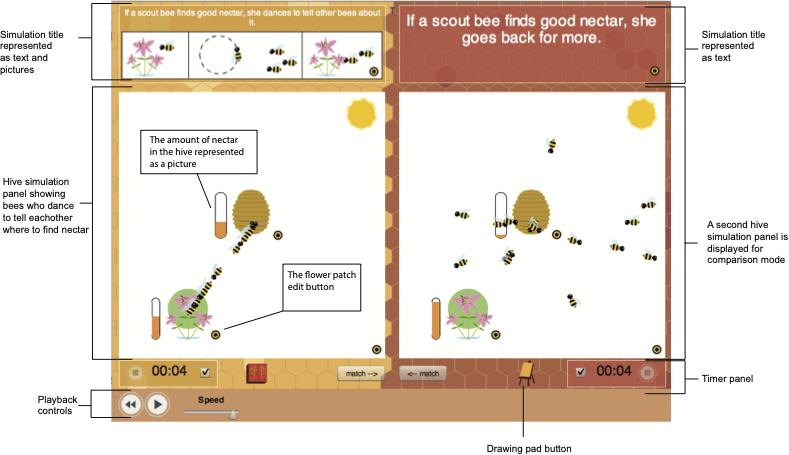 Simulation title
represented
as text and
pictures
If a scout bee finds good nectar, she dances to tell other bees about
it.
If a scout bee finds good nectar, she
goes back for more.
Simulation title
represented
as text
The amount of nectar
in the hive represented
as a picture
Hive simulation
panel showing
bees who dance
to tell eachother
where to find nectar
The flower patch
edit button
A second hive
simulation panel is
displayed for
comparison mode
00:04
match -->
<-- match
00:04
Timer panel
Playback
controls
Speed
Drawing pad button